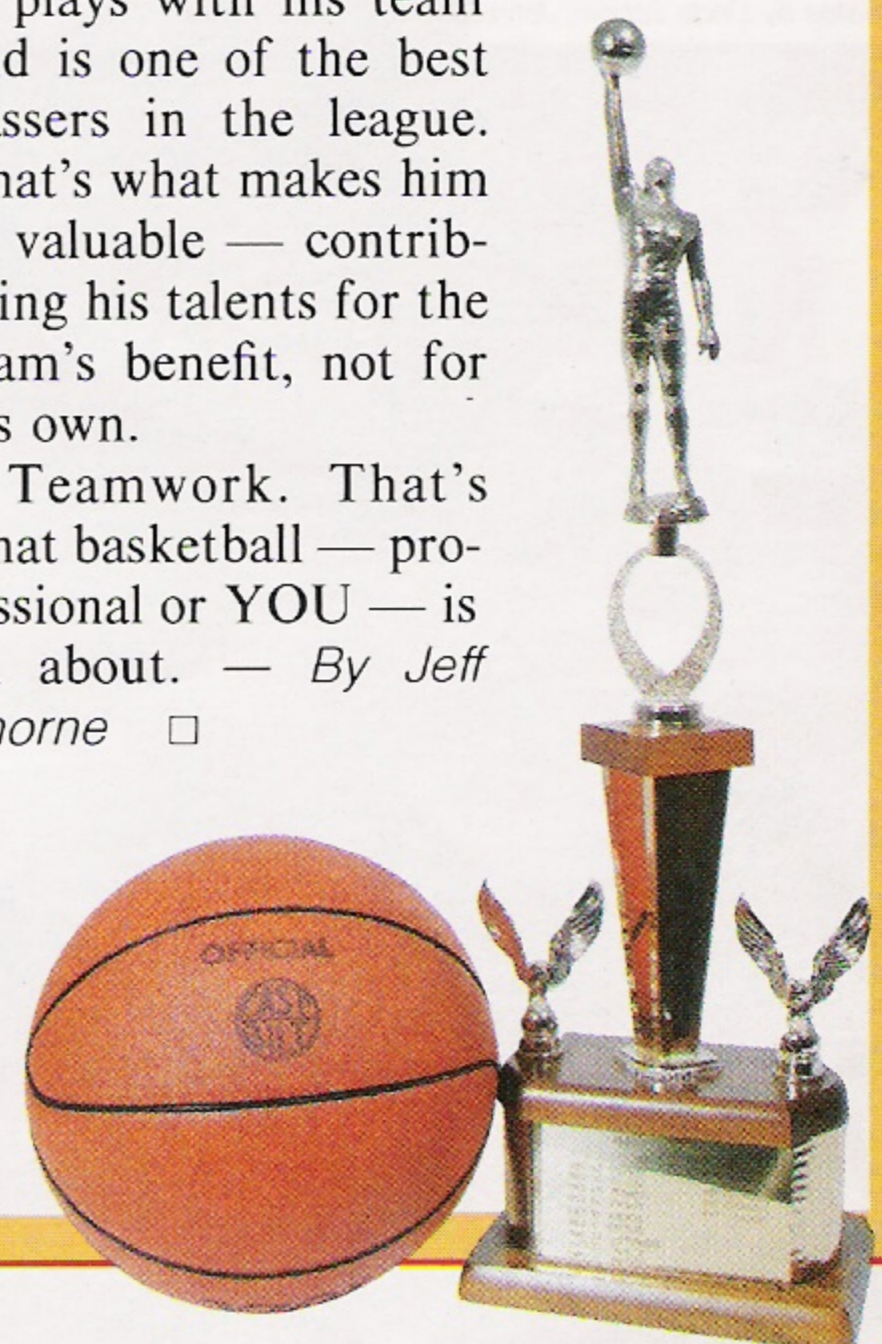 plays with his team
d is one of the best
ssers in the league.
hat's what makes him
valuable — contrib-
ing his talents for the
am's benefit, not for
s own.
Teamwork. That's
hat basketball — pro-
ssional or YOU — is
about. — By Jeff
horne □
OFFICIAL